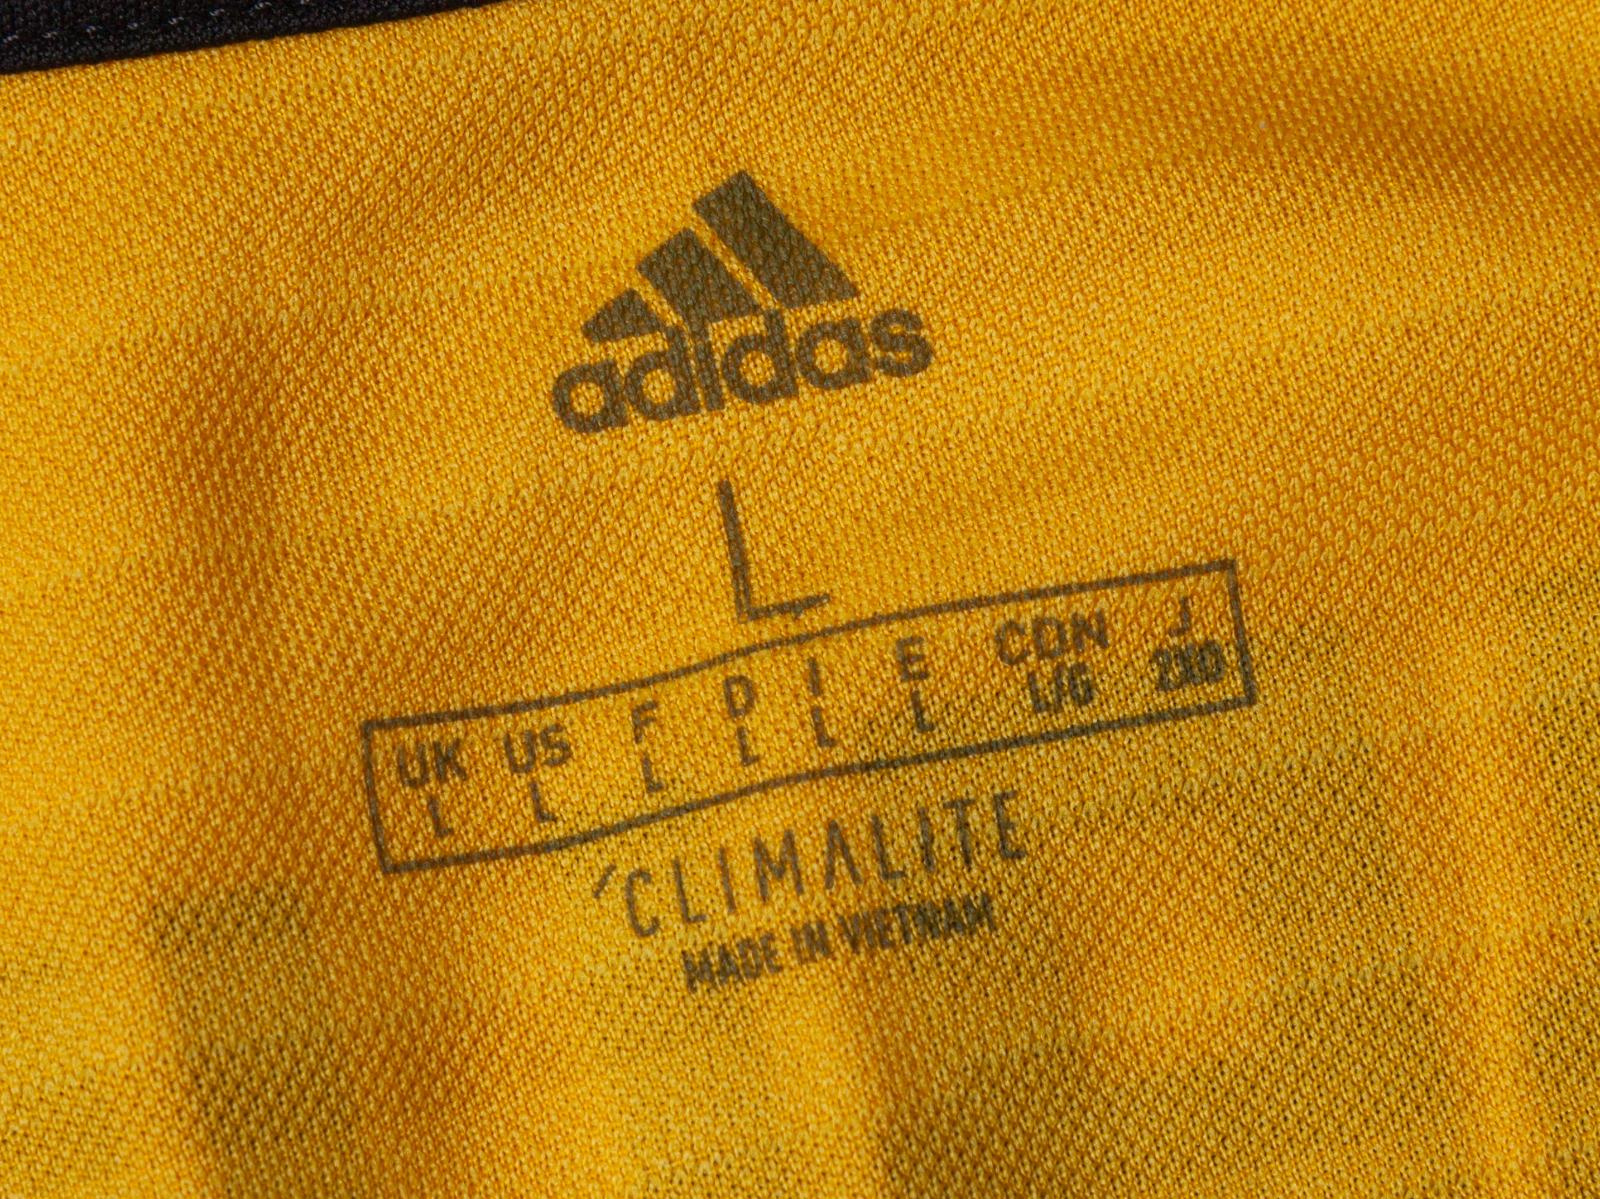 adidas
L
UK US F D I E CDN J
L L L L L L L/G 2XO
CLIMALITE
MADE IN VIETNAM